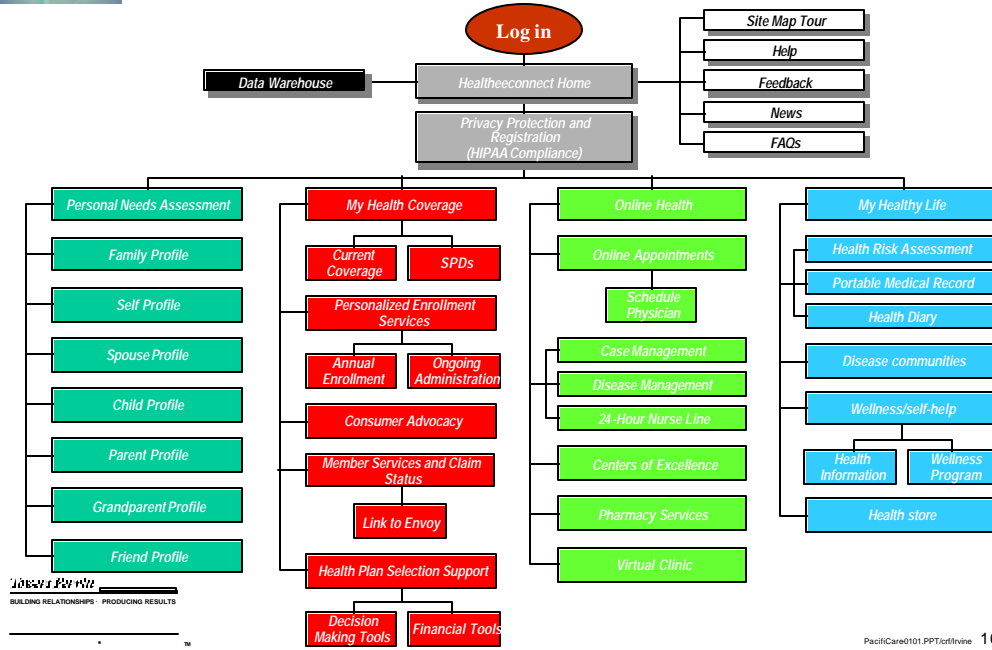 Log in
Site Map Tour
Help
Feedback
News
FAQs
Data Warehouse
Healtheeconnect Home
Privacy Protection and
Registration
(HIPAA Compliance)
Personal Needs Assessment
Family Profile
Self Profile
Spouse Profile
Child Profile
Parent Profile
Grandparent Profile
Friend Profile
My Health Coverage
Current
Coverage
SPDs
Personalized Enrollment
Services
Annual
Enrollment
Ongoing
Administration
Consumer Advocacy
Member Services and Claim
Status
Link to Envoy
Health Plan Selection Support
Decision
Making Tools
Financial Tools
Online Health
Online Appointments
Schedule
Physician
Case Management
Disease Management
24-Hour Nurse Line
Centers of Excellence
Pharmacy Services
Virtual Clinic
My Healthy Life
Health Risk Assessment
Portable Medical Record
Health Diary
Disease communities
Wellness/self-help
Health
Information
Wellness
Program
Health store
BUILDING RELATIONSHIPS · PRODUCING RESULTS
TM
PacifiCare0101.PPT/crf/Irvine